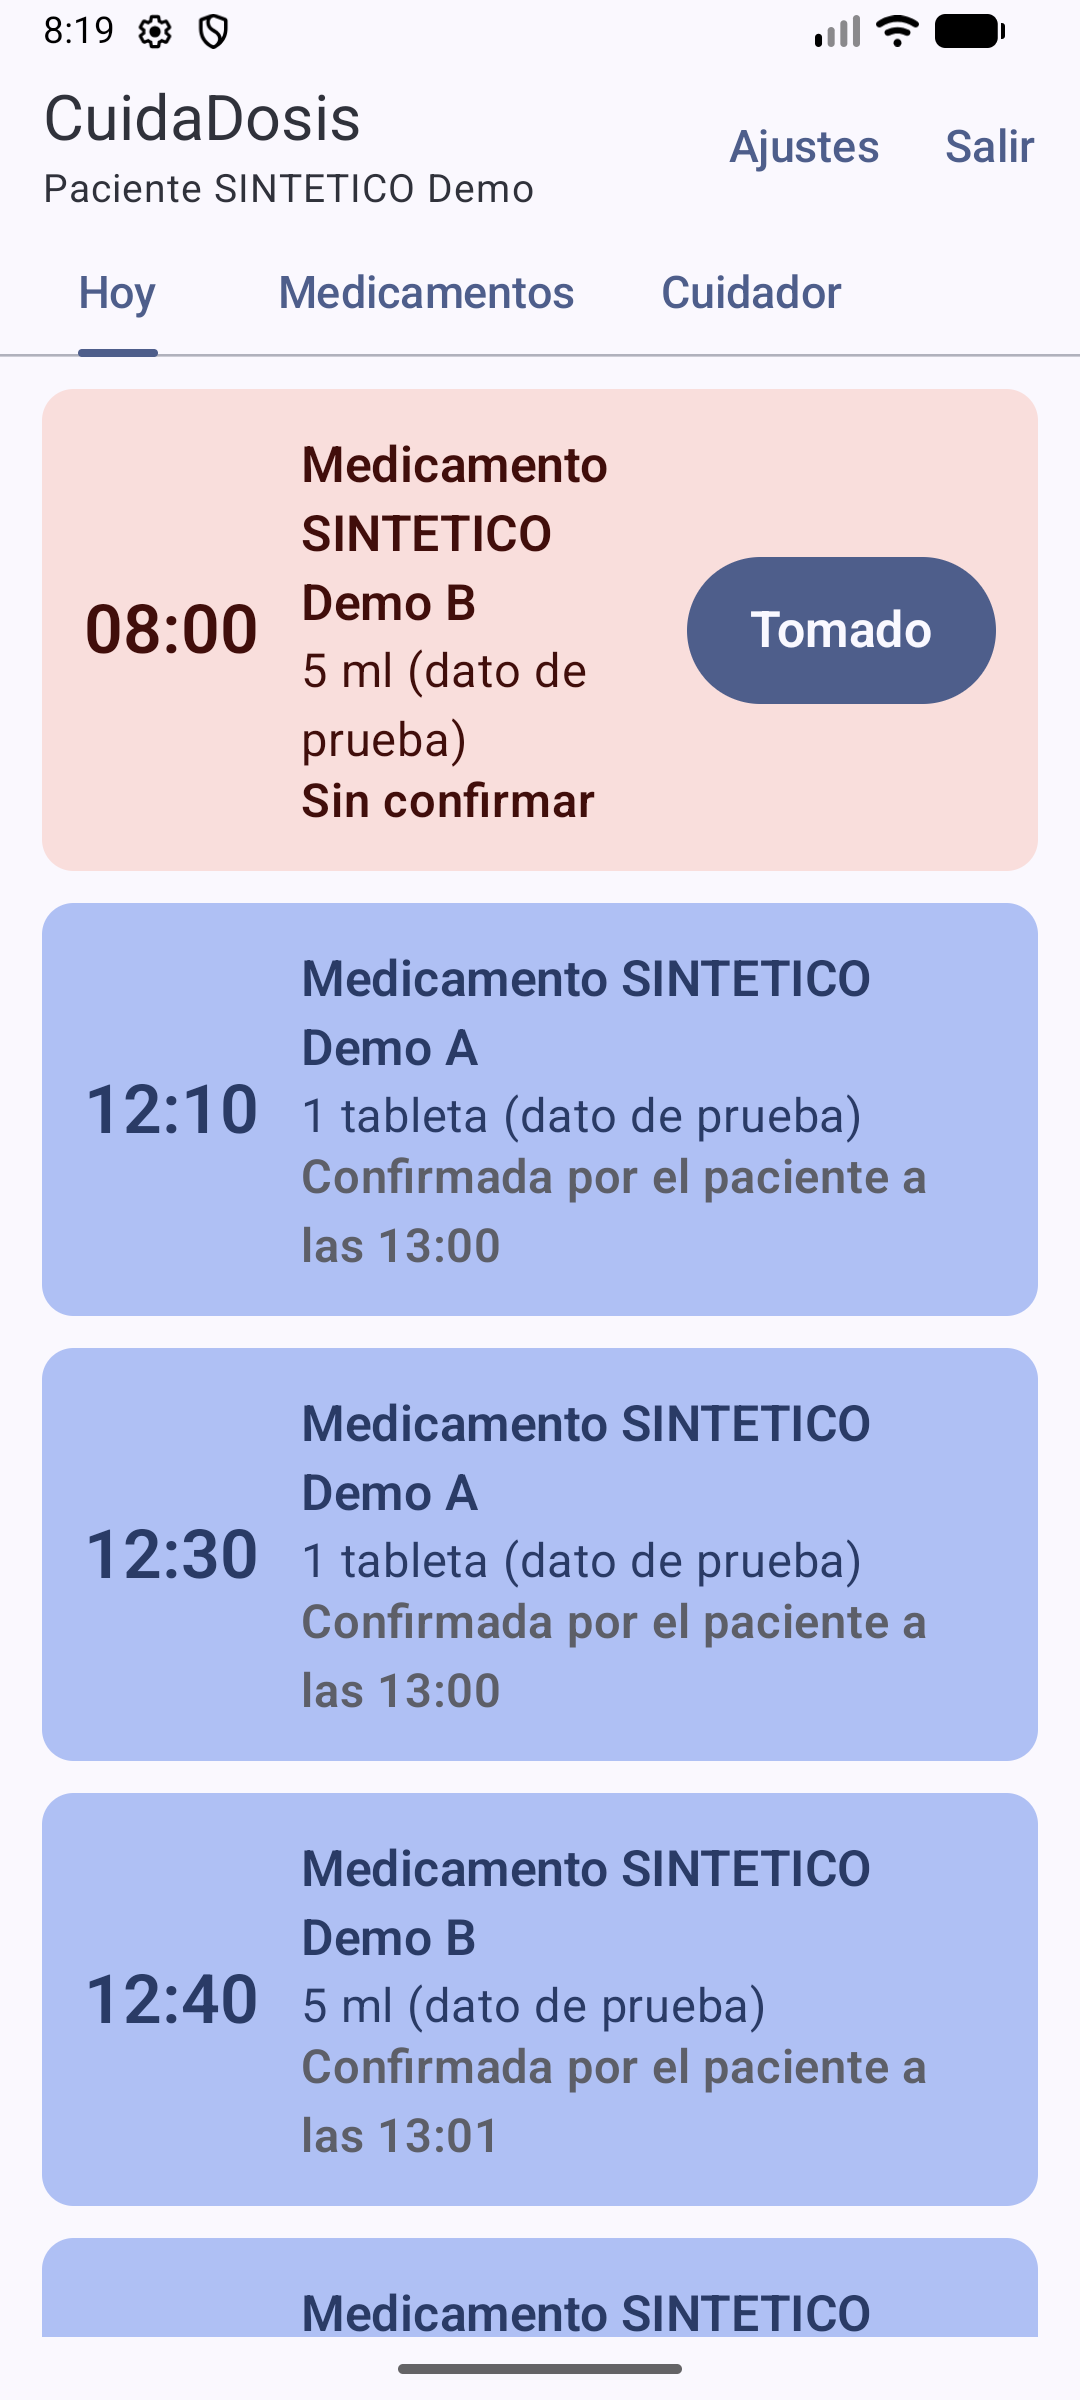 8:19
CuidaDosis
Paciente SINTETICO Demo
Ajustes
Salir
Hoy
Medicamentos
Cuidador
08:00
Medicamento
SINTETICO
Demo B
5 ml (dato de
prueba)
Sin confirmar
Tomado
12:10
Medicamento SINTETICO
Demo A
1 tableta (dato de prueba)
Confirmada por el paciente a
las 13:00
12:30
Medicamento SINTETICO
Demo A
1 tableta (dato de prueba)
Confirmada por el paciente a
las 13:00
12:40
Medicamento SINTETICO
Demo B
5 ml (dato de prueba)
Confirmada por el paciente a
las 13:01
Medicamento SINTETICO